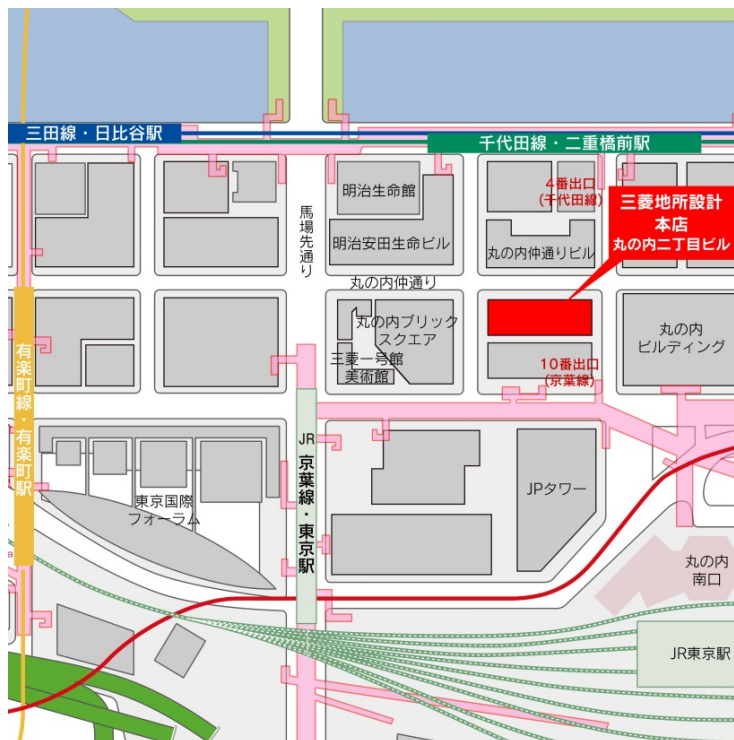 三田線・日比谷駅
千代田線・二重橋前駅
明治生命館
4番出口
(千代田線)
三菱地所設計
本店
丸の内二丁目ビル
馬場先通り
明治安田生命ビル
丸の内仲通りビル
丸の内仲通り
丸の内ブリック
スクエア
丸の内
ビルディング
三菱一号館
美術館
10番出口
(京葉線)
有楽町線・有楽町駅
JR
京葉線・東京駅
東京国際
フォーラム
JPタワー
丸の内
南口
JR東京駅